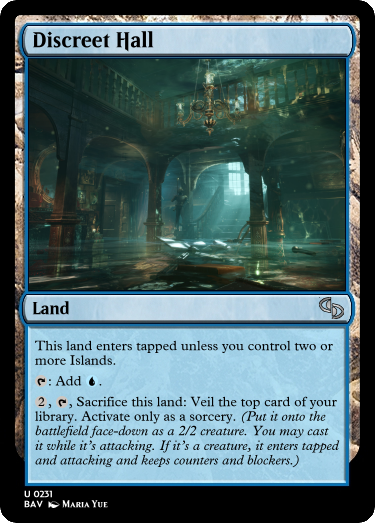 Discreet Hall
Land
This land enters tapped unless you control two or
more Islands.
: Add .
2, , Sacrifice this land: Veil the top card of your
library. Activate only as a sorcery. (Put it onto the
battlefield face-down as a 2/2 creature. You may cast
it while it's attacking. If it's a creature, it enters tapped
and attacking and keeps counters and blockers.)
U 0231
BAV Maria Yue